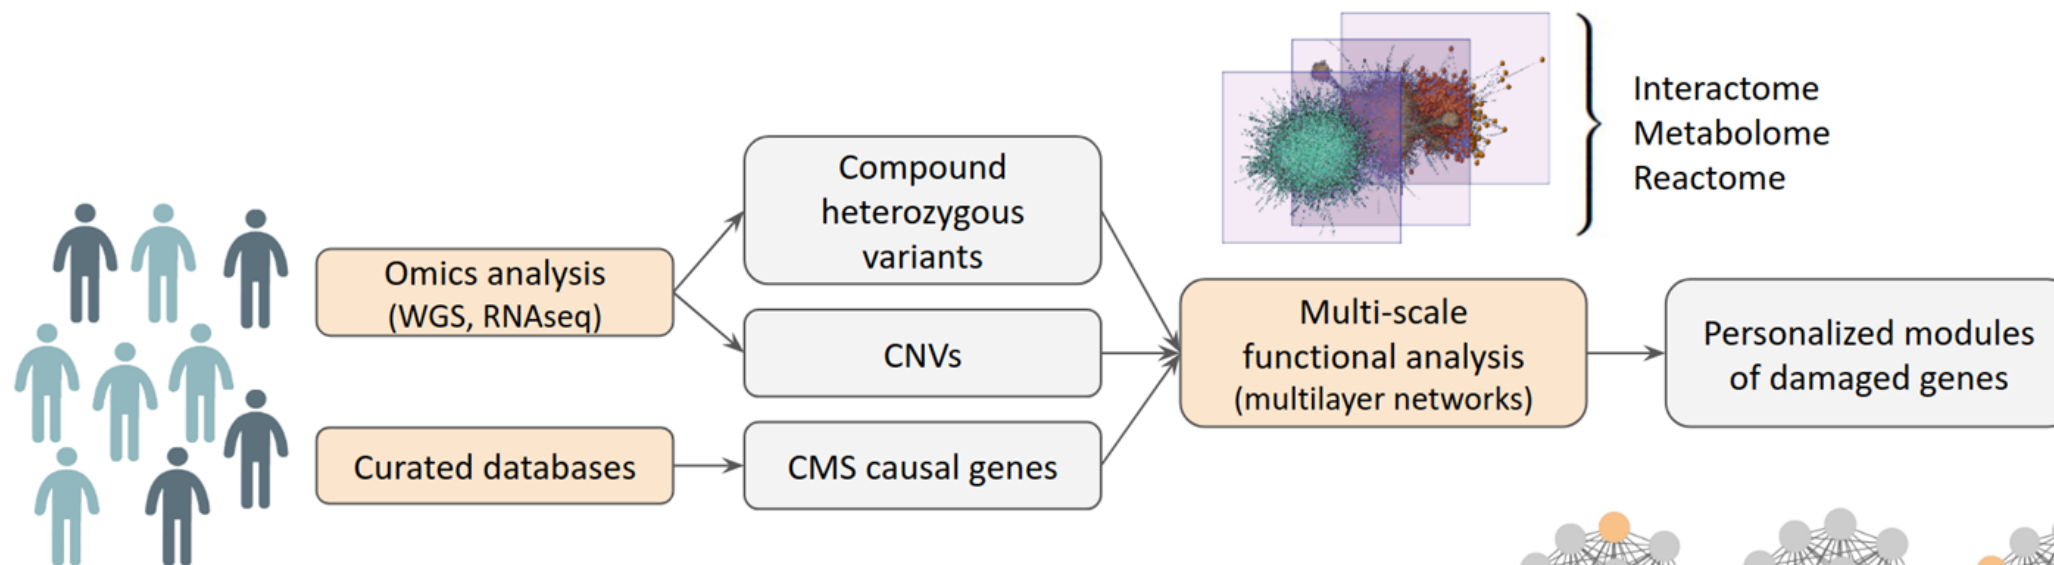 Interactome
Metabolome
Reactome
Compound
heterozygous
variants
Omics analysis
(WGS, RNAseq)
CNVs
Curated databases
CMS causal genes
Multi-scale
functional analysis
(multilayer networks)
Personalized modules
of damaged genes